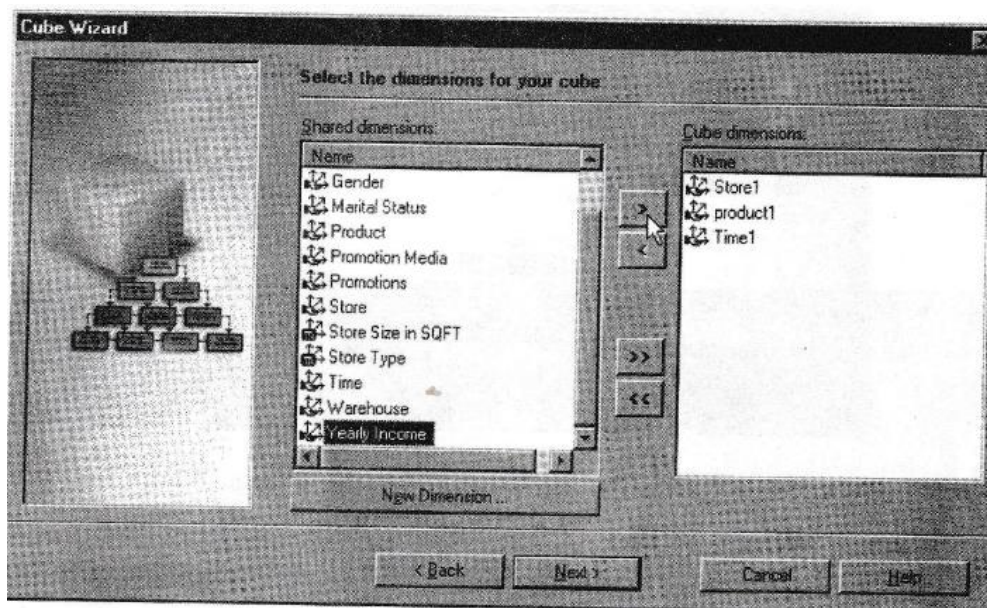 Cube Wizard
Select the dimensions for your cube
Shared dimensions:
Name
Gender
Marital Status
Product
Promotion Media
Promotions
Store
Store Size in SQFT
Store Type
Time
Warehouse
Yearly Income
New Dimension ...
>
<
>>
<<
Cube dimensions:
Name
Store1
product1
Time1
< Back
Next >
Cancel
Help